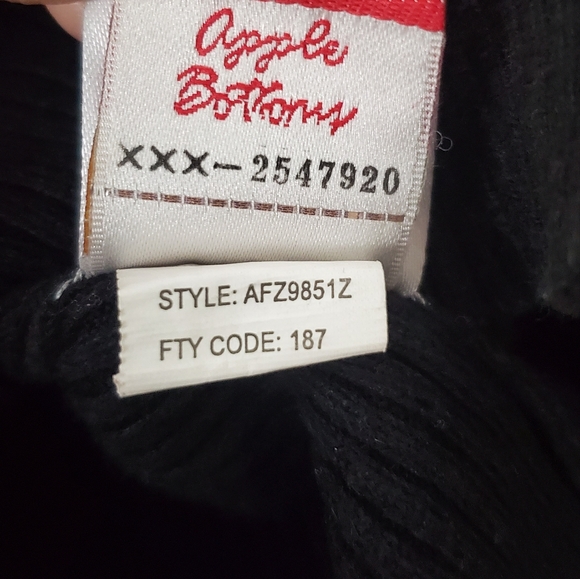 Apple
Bottoms
XXX-2547920
STYLE: AFZ9851Z
FTY CODE: 187